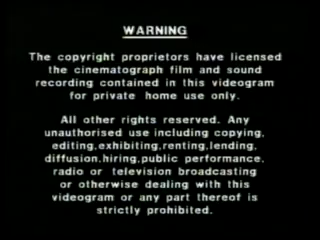 WARNING
The copyright proprietors have licensed
the cinematograph film and sound
recording contained in this videogram
for private home use only.
All other rights reserved. Any
unauthorised use including copying,
editing,exhibiting,renting,lending,
diffusion,hiring,public performance,
radio or television broadcasting
or otherwise dealing with this
videogram or any part thereof is
strictly prohibited.